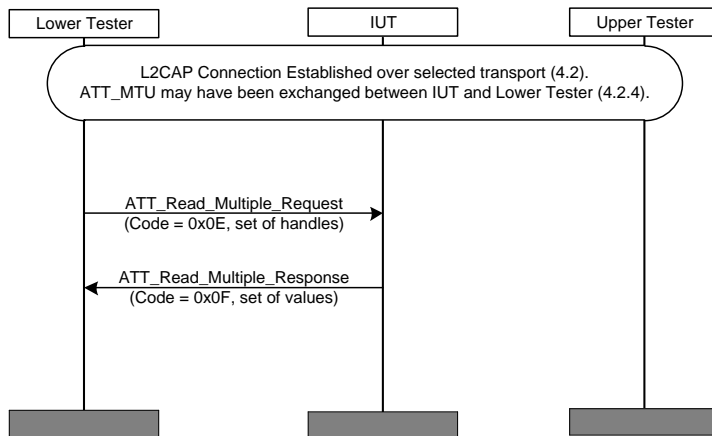 Lower Tester
IUT
Upper Tester
L2CAP Connection Established over selected transport (4.2).
ATT_MTU may have been exchanged between IUT and Lower Tester (4.2.4).
ATT_Read_Multiple_Request
(Code = 0x0E, set of handles)
ATT_Read_Multiple_Response
(Code = 0x0F, set of values)